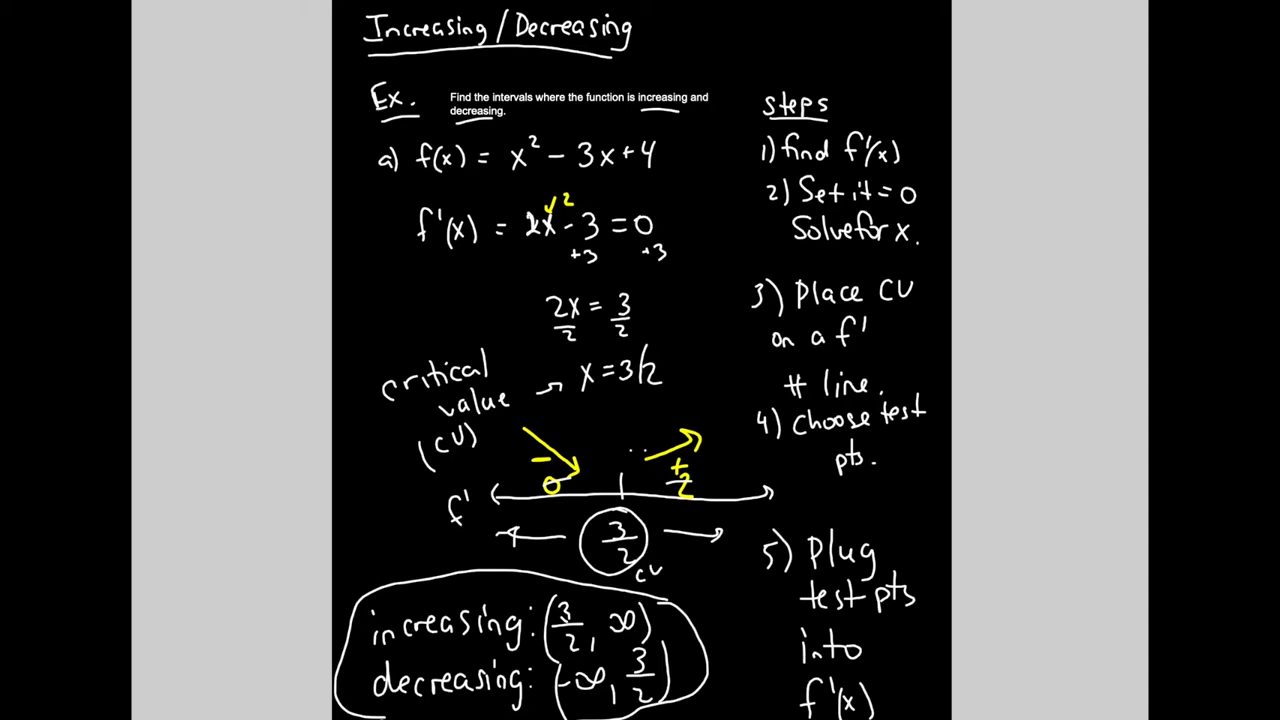 Increasing/Decreasing
Ex. Find the intervals where the function is increasing and
decreasing.
a) f(x) = x² - 3x + 4
f'(x) = 2x - 3 = 0
2
+3 +3
2x = 3
2 2
x = 3/2
critical
value
(CV)
- +
0 2
f'
3/2
CV
increasing: (3/2, ∞)
decreasing: (-∞, 3/2)
steps
1) find f'(x)
2) Set it = 0
Solve for x.
3) Place CV
on a f'
# line.
4) Choose test
pts.
5) Plug
test pts
into
f'(x)